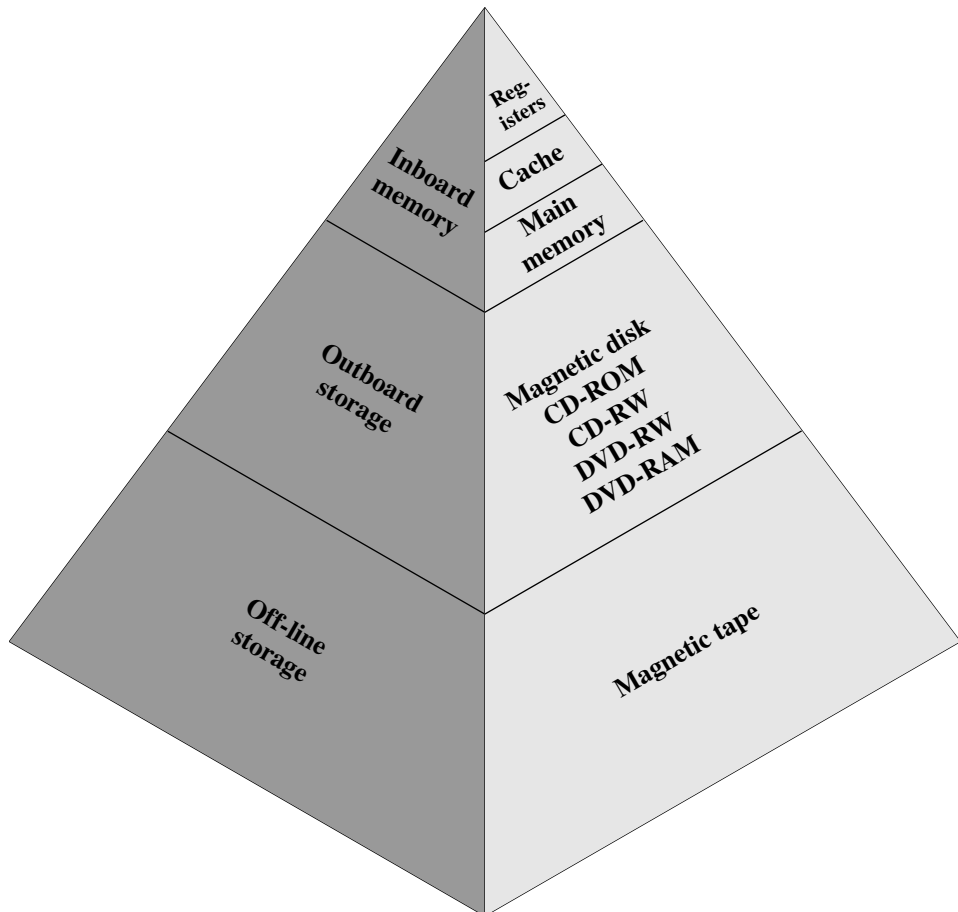 Reg-
isters
Cache
Main
memory
Inboard
memory
Magnetic disk
CD-ROM
CD-RW
DVD-RW
DVD-RAM
Outboard
storage
Magnetic tape
Off-line
storage